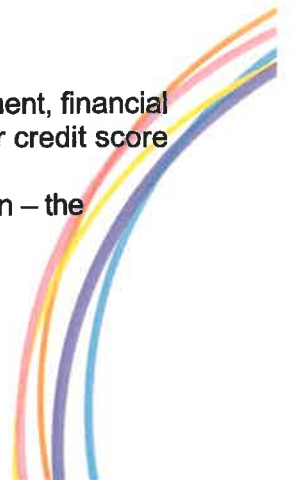 ent, financial
r credit score
n – the